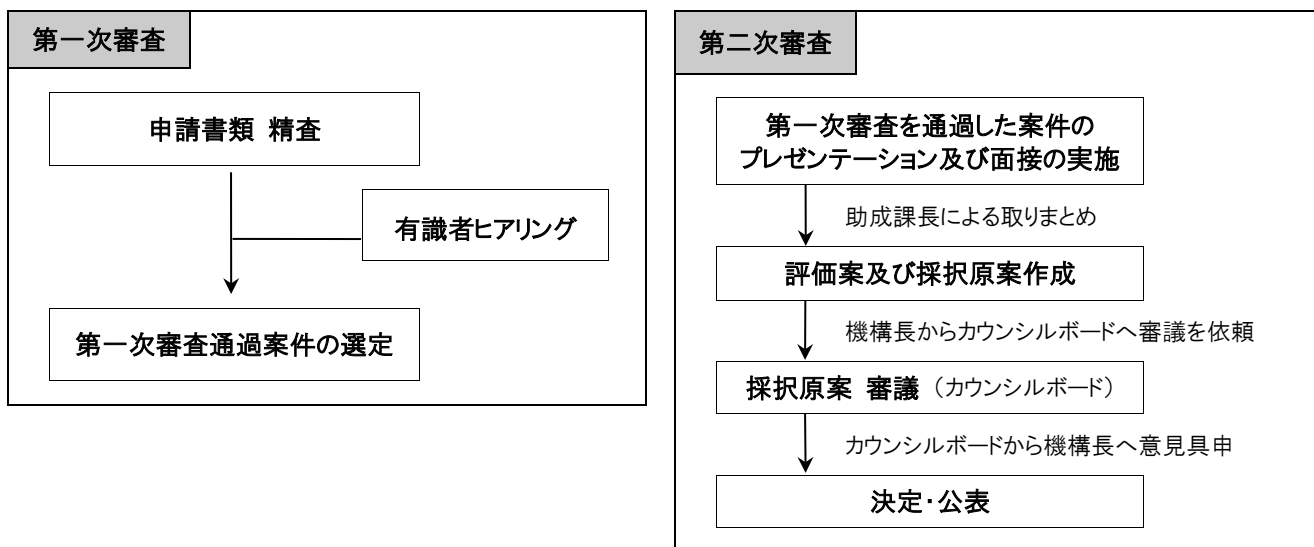 第一次審査
申請書類 精査
有識者ヒアリング
第一次審査通過案件の選定
第二次審査
第一次審査を通過した案件の
プレゼンテーション及び面接の実施
助成課長による取りまとめ
評価案及び採択原案作成
機構長からカウンシルボードへ審議を依頼
採択原案 審議（カウンシルボード）
カウンシルボードから機構長へ意見具申
決定・公表